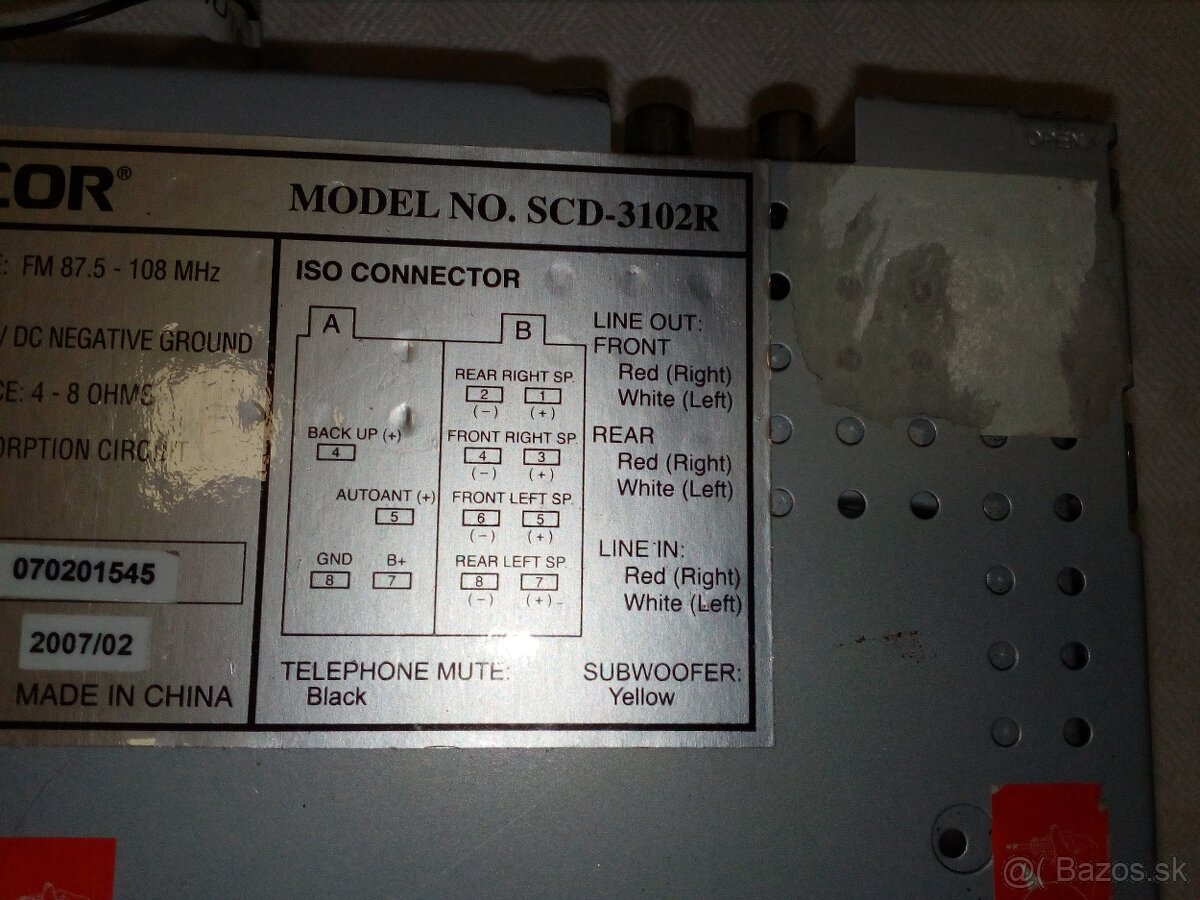 COR®
MODEL NO. SCD-3102R
: FM 87.5 - 108 MHz
/ DC NEGATIVE GROUND
CE: 4 - 8 OHMS
ORPTION CIRCUIT
070201545
2007/02
MADE IN CHINA
ISO CONNECTOR
A
B
BACK UP (+)
4
AUTOANT (+)
5
GND B+
8 7
REAR RIGHT SP.
2 1
(-) (+)
FRONT RIGHT SP.
4 3
(-) (+)
FRONT LEFT SP.
6 5
(-) (+)
REAR LEFT SP.
8 7
(-) (+)
LINE OUT:
FRONT
Red (Right)
White (Left)
REAR
Red (Right)
White (Left)
LINE IN:
Red (Right)
White (Left)
TELEPHONE MUTE:
Black
SUBWOOFER:
Yellow
OPEN
@( Bazos.sk